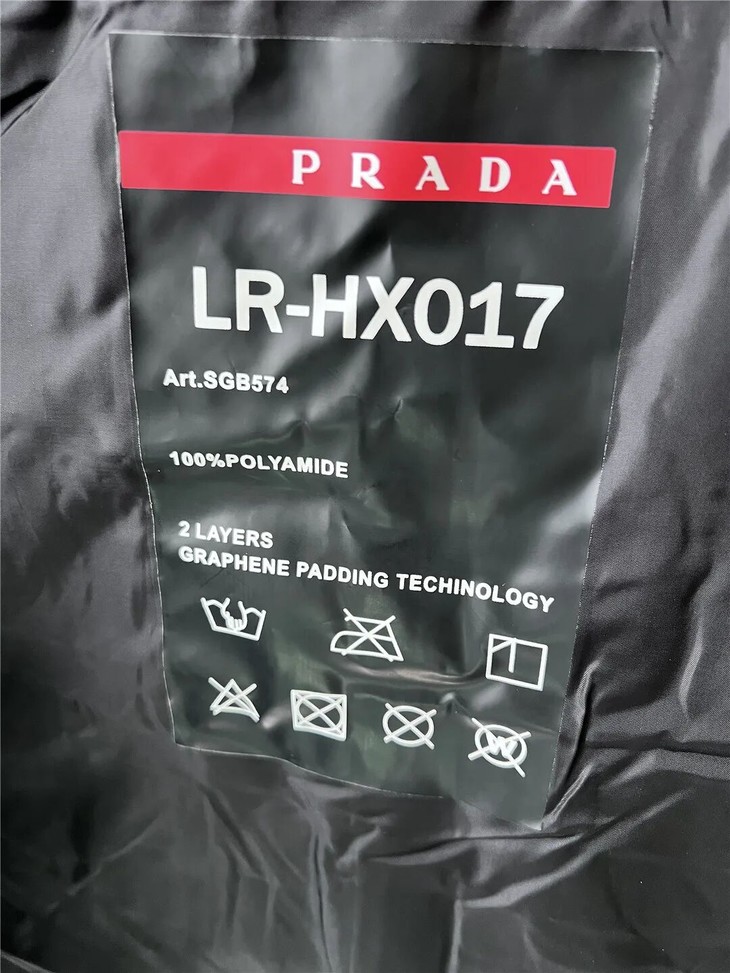 PRADA
LR-HX017
Art.SGB574
100%POLYAMIDE
2 LAYERS
GRAPHENE PADDING TECHINOLOGY
W